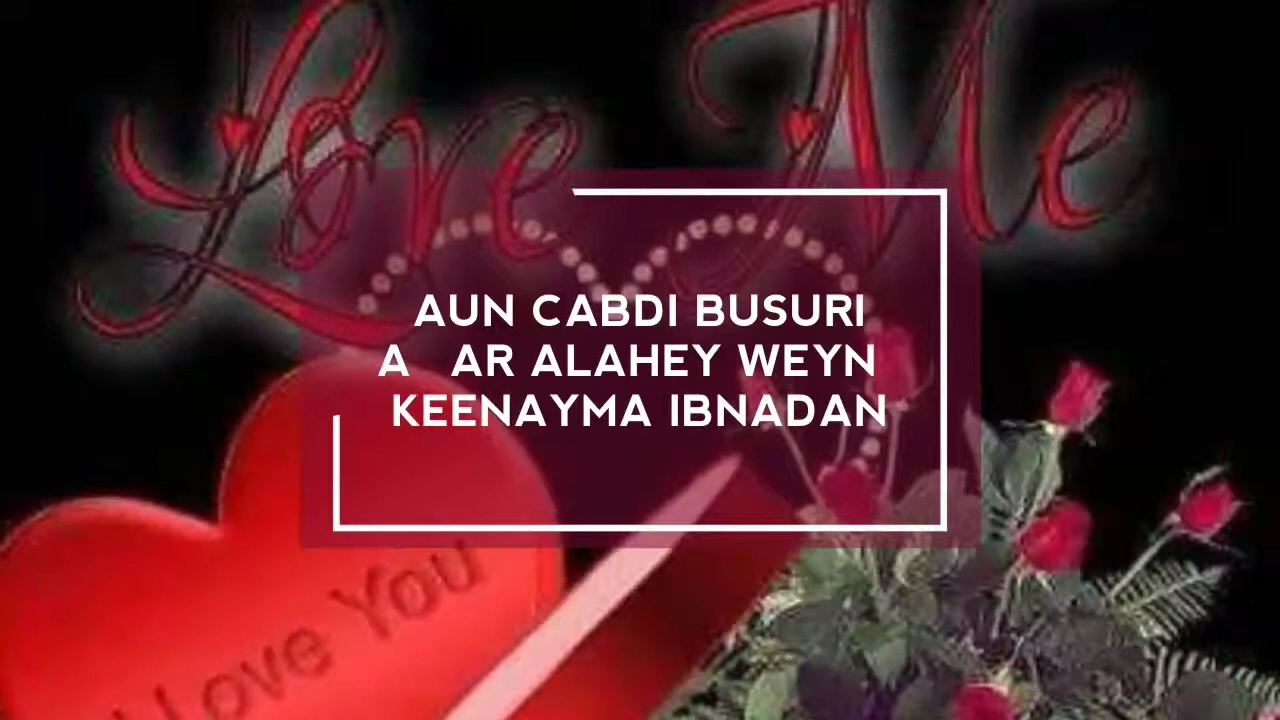 Love Me
AUN CABDI BUSURI
A AR ALAHEY WEYN
KEENAYMA IBNADAN
I Love You